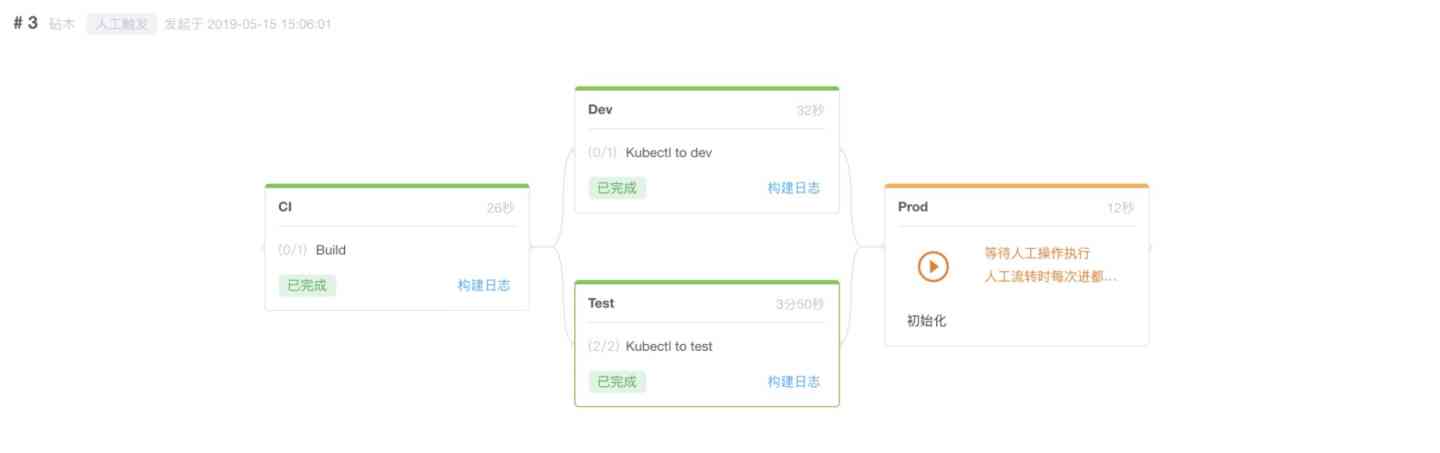 # 3 砧木 人工触发 发起于 2019-05-15 15:06:01
Dev 32秒
(0/1) Kubectl to dev
已完成 构建日志
CI 26秒
(0/1) Build
已完成 构建日志
Test 3分50秒
(2/2) Kubectl to test
已完成 构建日志
Prod 12秒
等待人工操作执行
人工流转时每次进都...
初始化